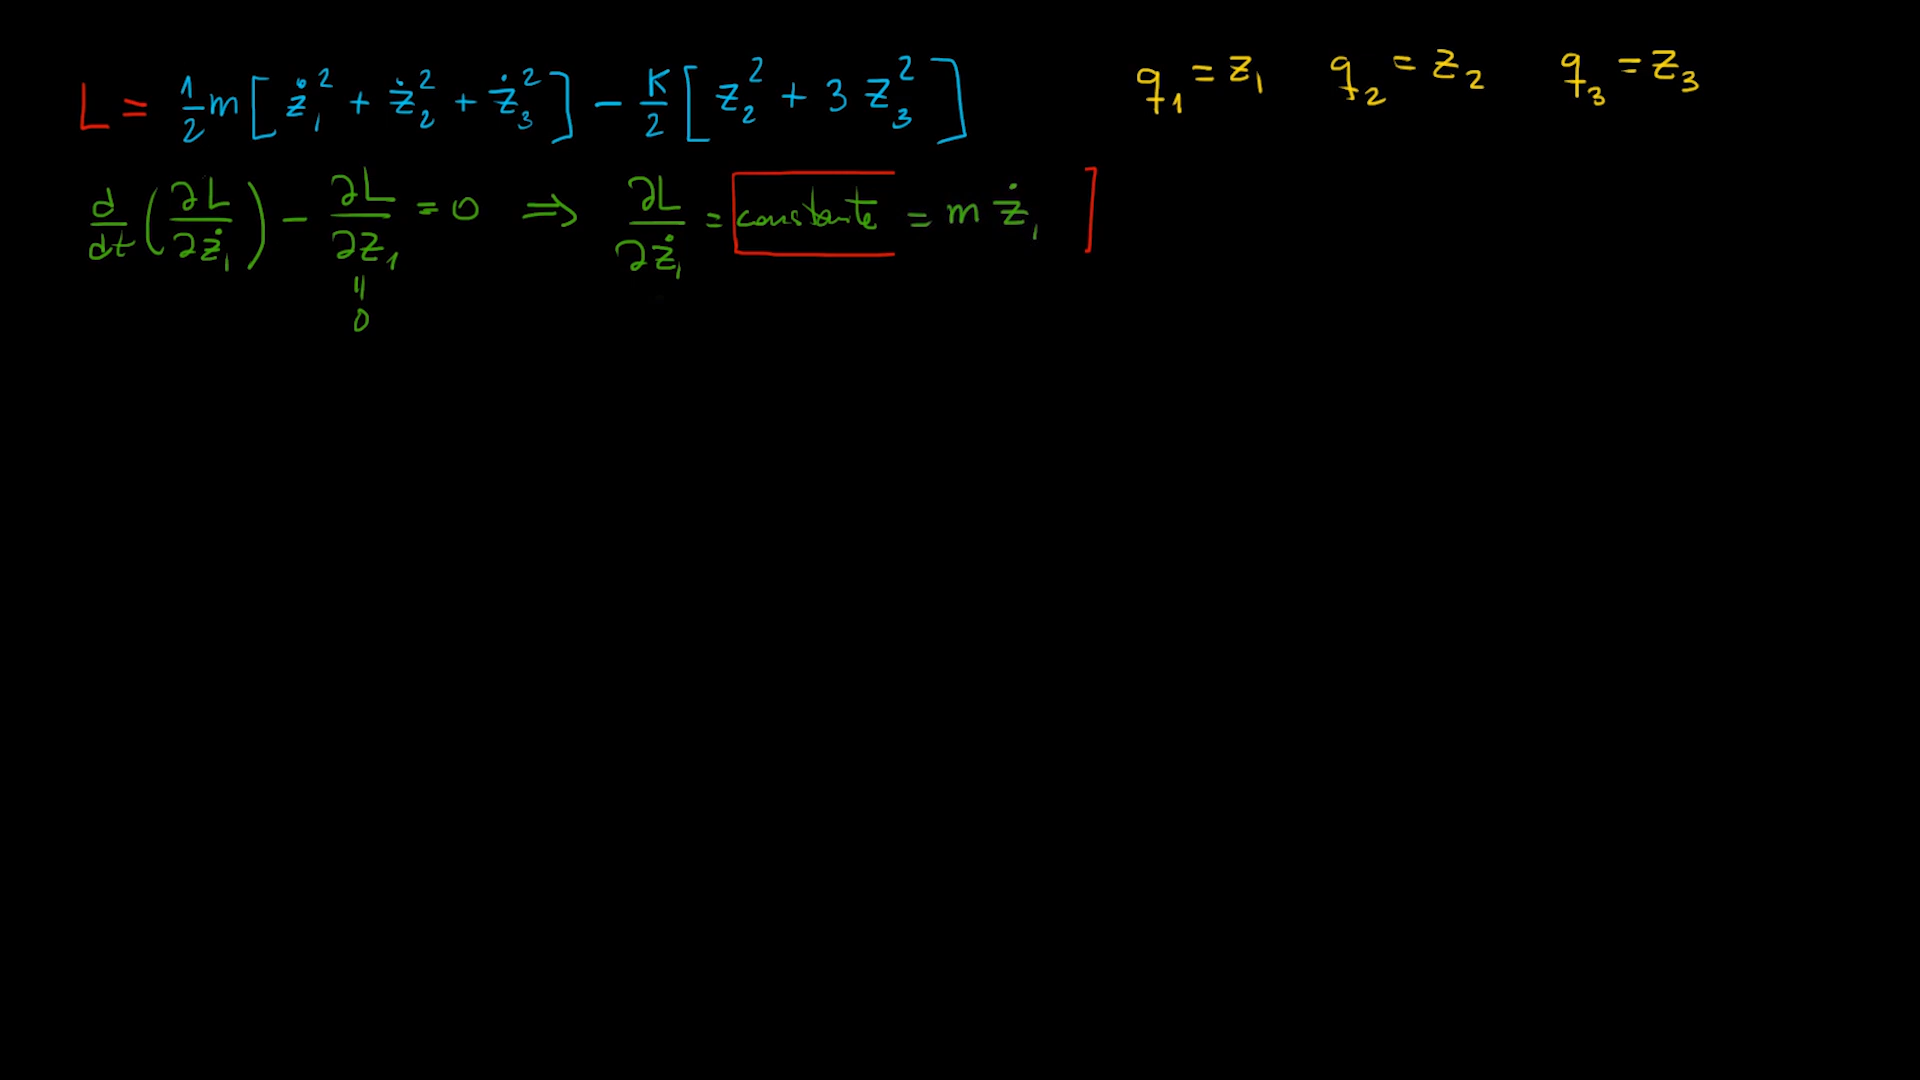 L = 1/2 m [ ż₁² + ż₂² + ż₃² ] − K/2 [ z₂² + 3 z₃² ] q₁ = z₁ q₂ = z₂ q₃ = z₃
d/dt (∂L/∂ż₁) − ∂L/∂z₁ = 0 ⇒ ∂L/∂ż₁ = constante = m ż₁ ]
॥
0